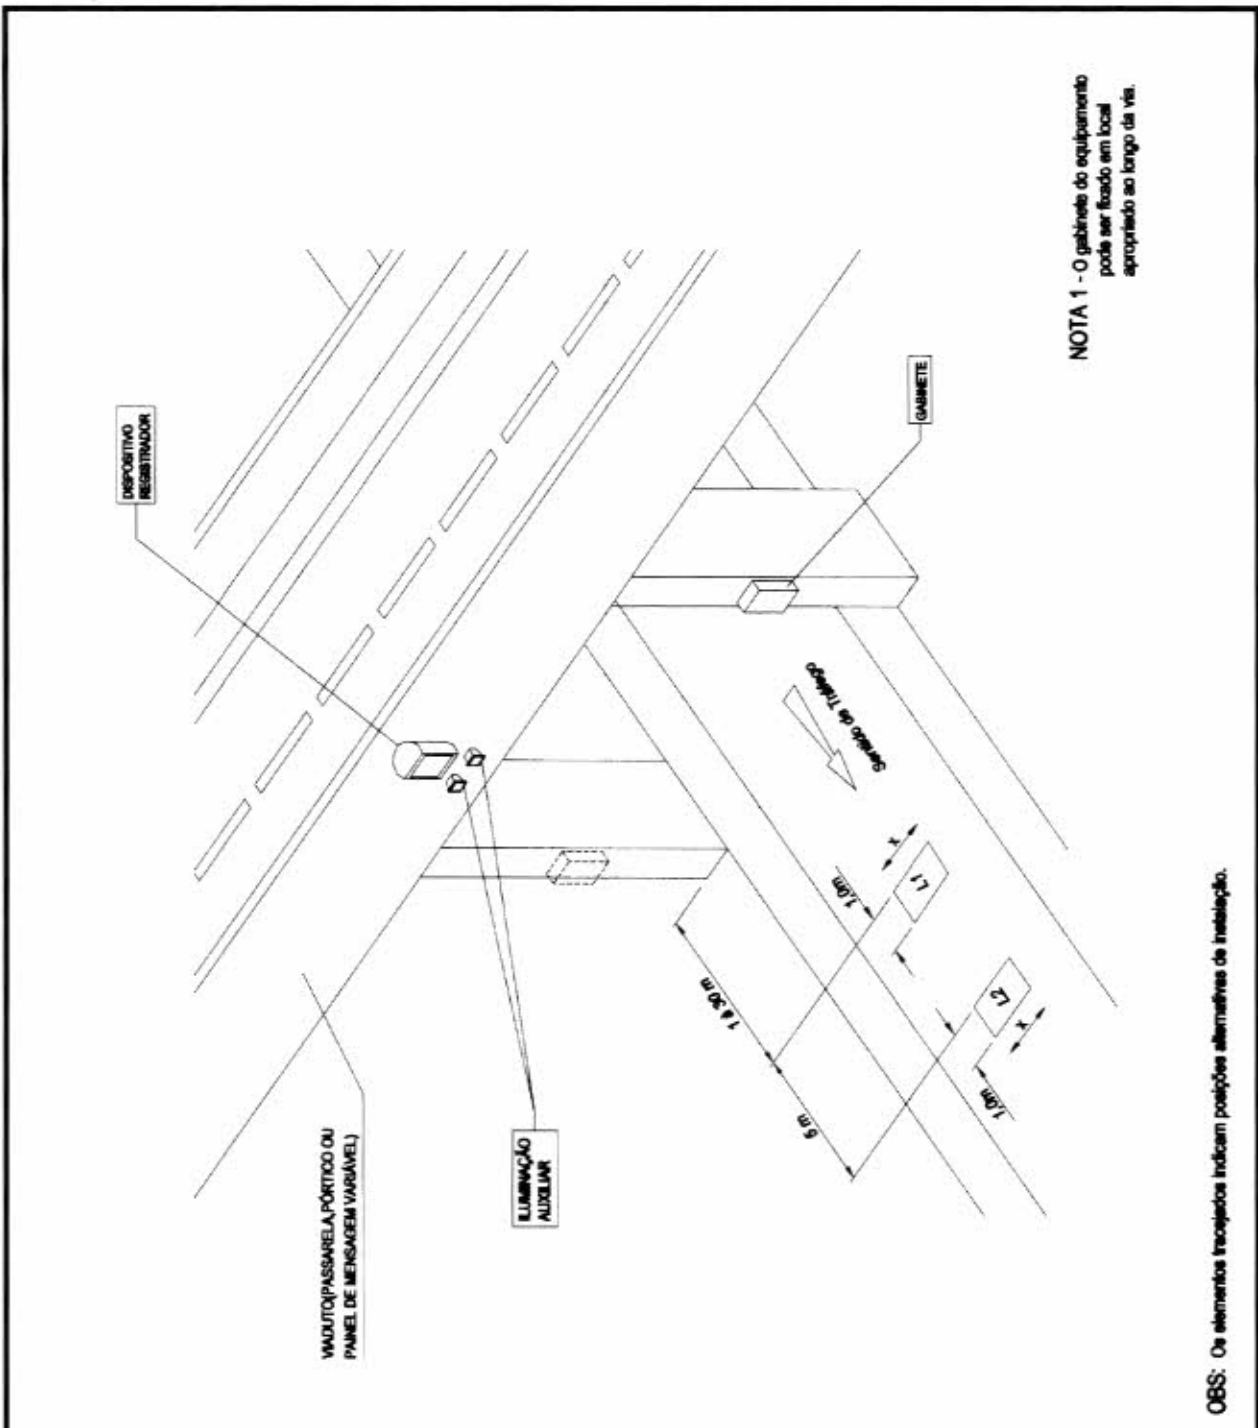 DISPOSITIVO
REGISTRADOR
NOTA 1 - O gabinete do equipamento
pode ser fixado em local
apropriado ao longo da via.
GABINETE
VIADUTO(PASSARELA,PÓRTICO OU
PAINEL DE MENSAGEM VARIÁVEL)
ILUMINAÇÃO
AUXILIAR
Sentido de Tráfego
1 à 30 m
5 m
1,0m
x
L1
L2
x
1,0m
OBS: Os elementos tracejados indicam posições alternativas de instalação.